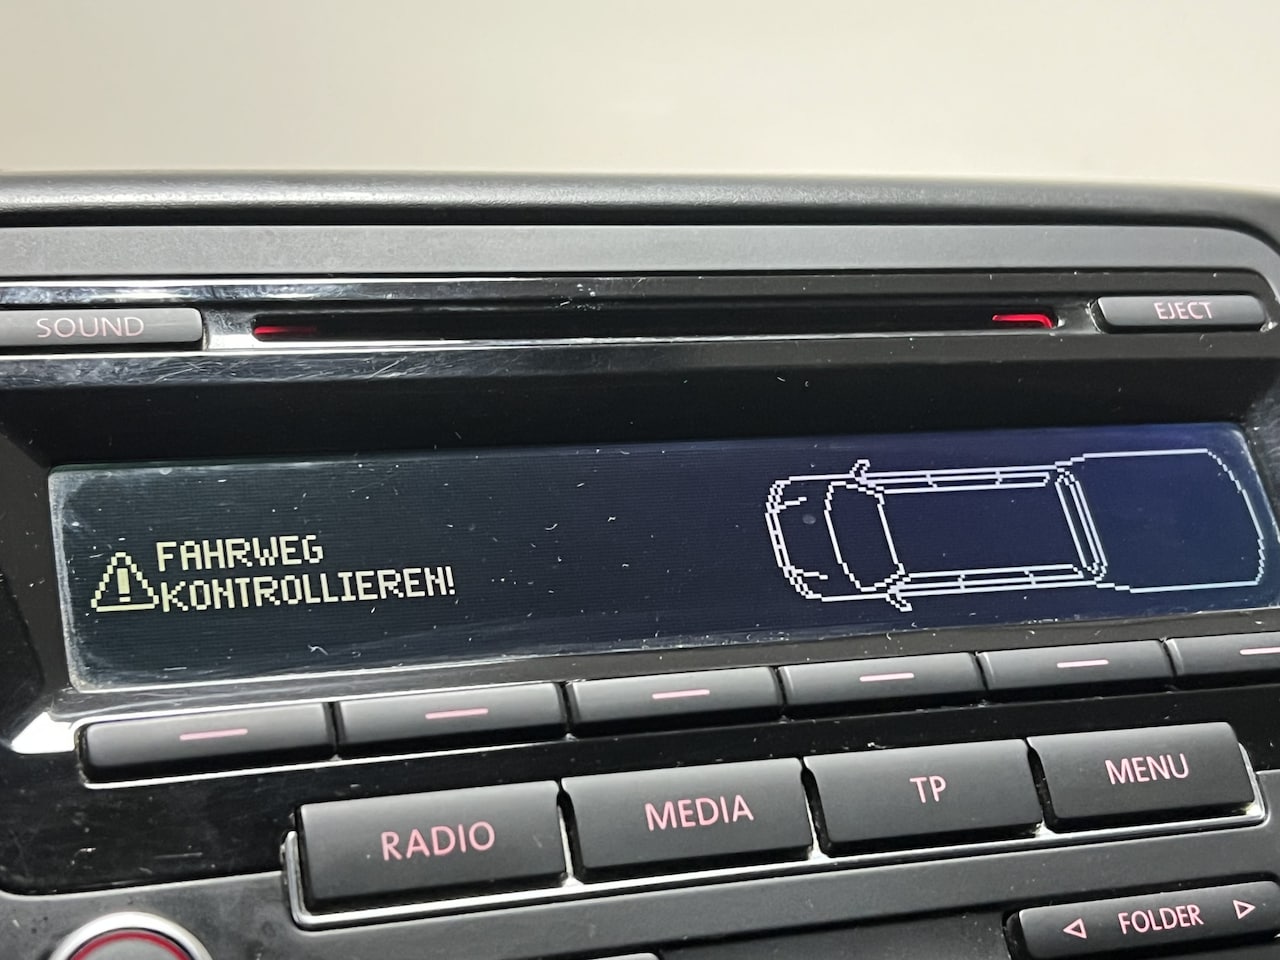 SOUND
EJECT
FAHRWEG
KONTROLLIEREN!
RADIO
MEDIA
TP
MENU
FOLDER